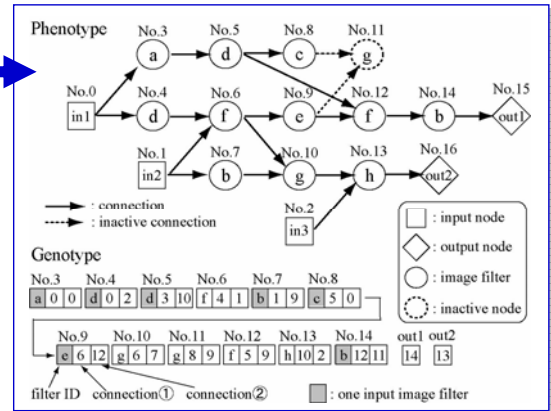 Phenotype
No.3 No.5 No.8 No.11
a d c g
No.0 No.4 No.6 No.9 No.12 No.14 No.15
in1 d f e f b out1
No.1 No.7 No.10 No.13 No.16
in2 b g h out2
No.2
in3
: connection
: inactive connection
: input node
: output node
: image filter
: inactive node
Genotype
No.3 No.4 No.5 No.6 No.7 No.8
a 0 0 d 0 2 d 3 10 f 4 1 b 1 9 c 5 0
No.9 No.10 No.11 No.12 No.13 No.14 out1 out2
e 6 12 g 6 7 g 8 9 f 5 9 h 10 2 b 12 11 14 13
filter ID connection① connection②
: one input image filter